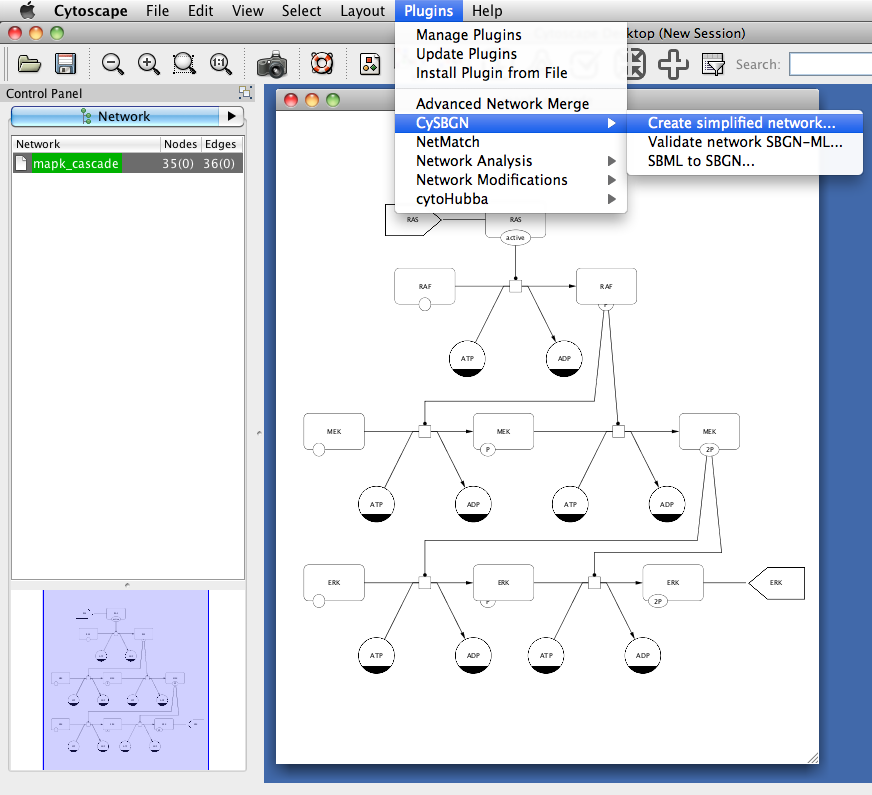 Cytoscape File Edit View Select Layout Plugins Help
ktop (New Session)
Manage Plugins
Update Plugins
Install Plugin from File
Advanced Network Merge
CySBGN
NetMatch
Network Analysis
Network Modifications
cytoHubba
Create simplified network...
Validate network SBGN-ML...
SBML to SBGN...
Search:
Control Panel
Network
Network Nodes Edges
mapk_cascade 35(0) 36(0)
RAS RAS
active
RAF RAF
P
ATP ADP
MEK MEK MEK
P 2P
ATP ADP ATP ADP
ERK ERK ERK ERK
P 2P
ATP ADP ATP ADP